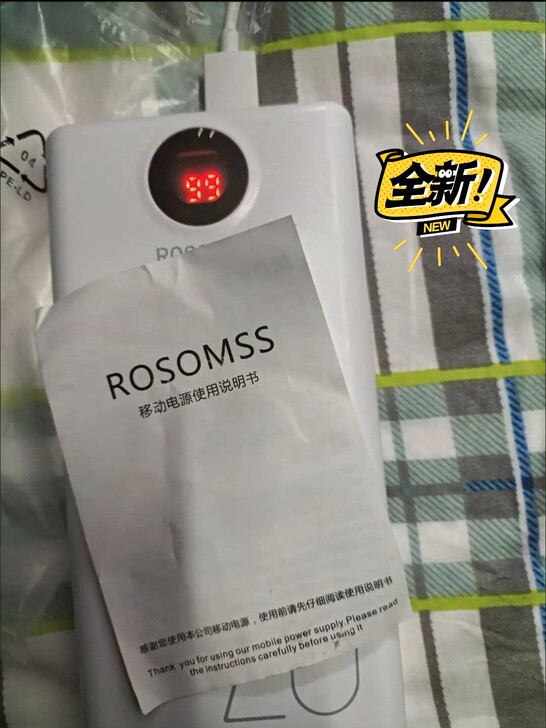 04
PE-LD
99
全新!
NEW
ROSOMSS
移动电源使用说明书
感谢您使用本公司移动电源，使用前请先仔细阅读使用说明书
Thank you for using our mobile power supply.Please read
the instructions carefully before using it
20